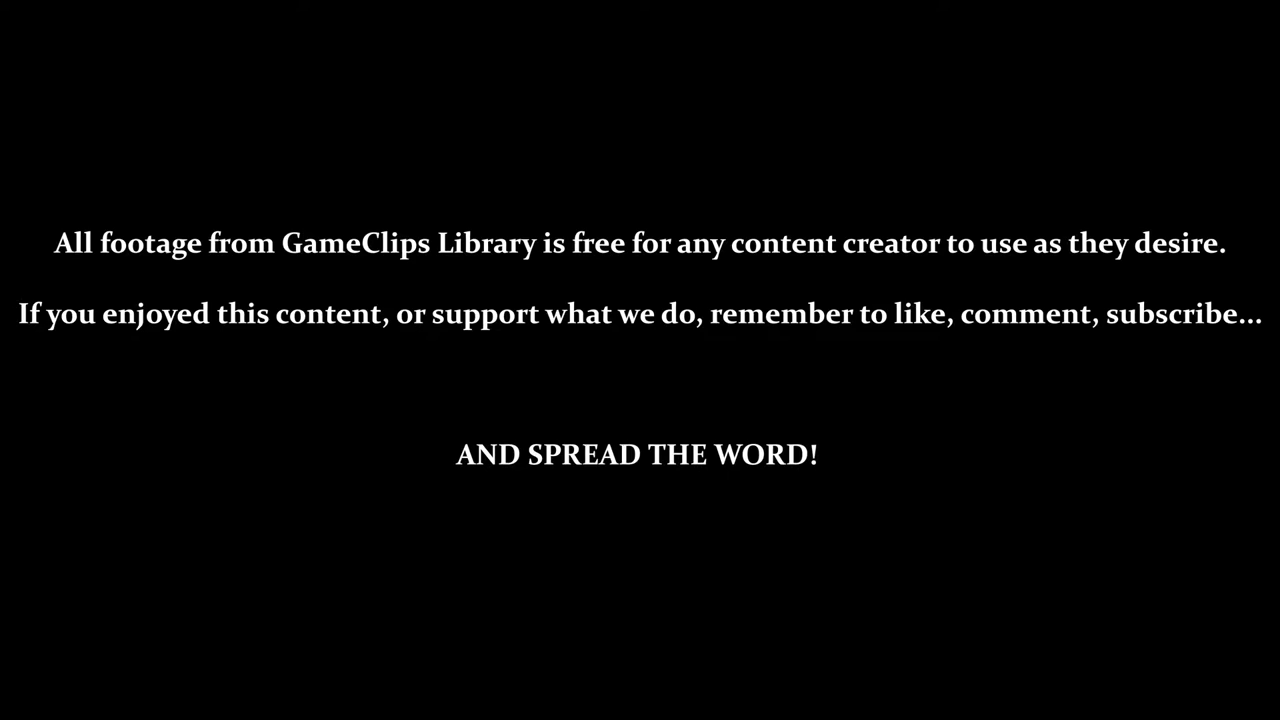 All footage from GameClips Library is free for any content creator to use as they desire.
If you enjoyed this content, or support what we do, remember to like, comment, subscribe...
AND SPREAD THE WORD!